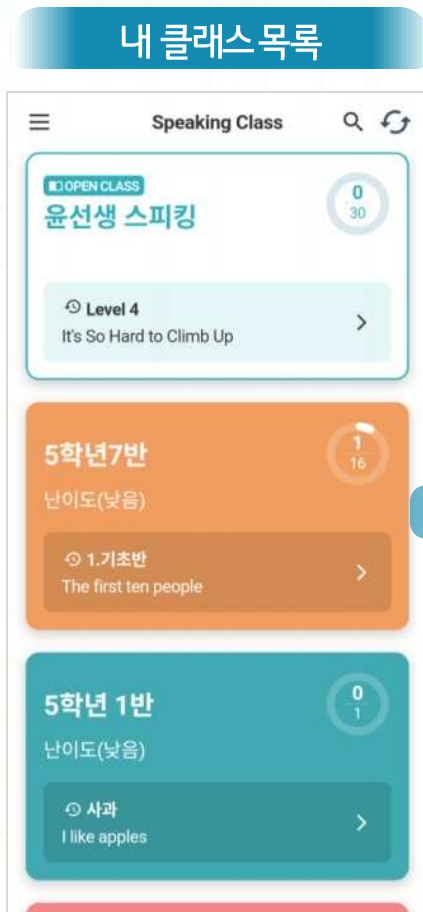 내 클래스 목록
Speaking Class
OPEN CLASS
윤선생 스피킹
0
30
Level 4
It's So Hard to Climb Up
5학년7반
1
16
난이도(낮음)
1.기초반
The first ten people
5학년 1반
0
1
난이도(낮음)
사과
I like apples